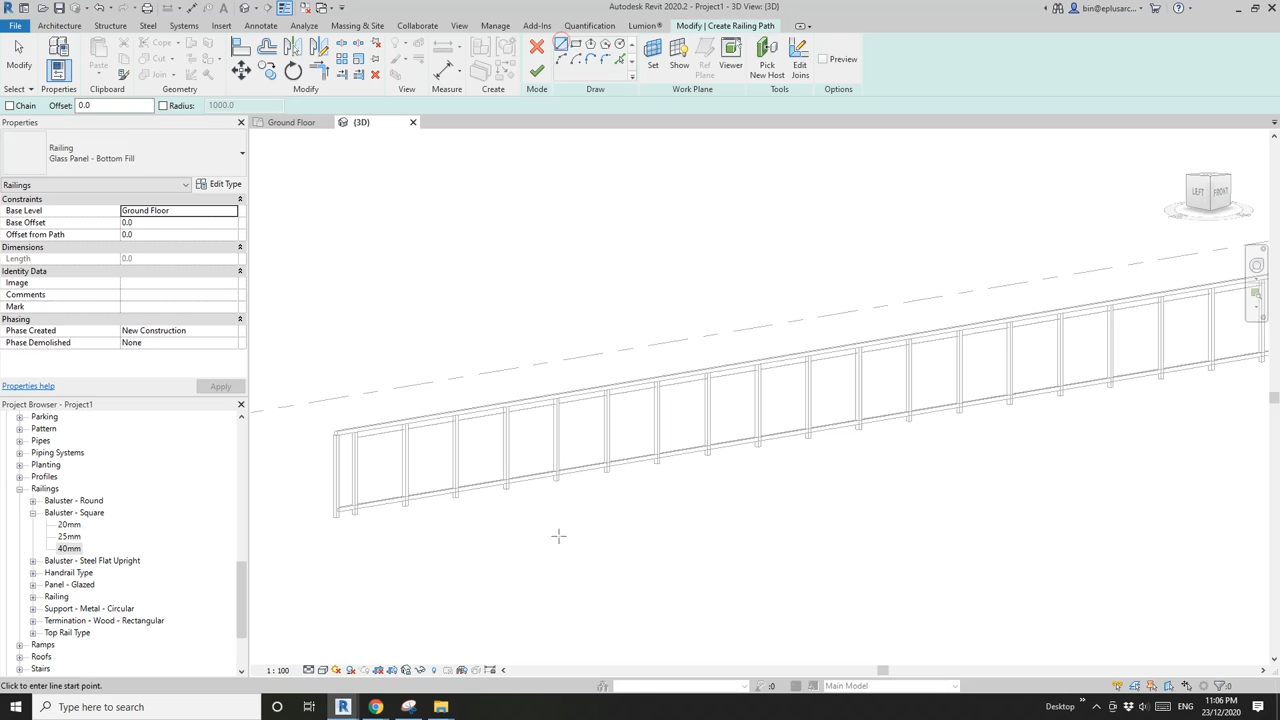 Autodesk Revit 2020.2 - Project1 - 3D View: {3D}
bin@eplusarc...
File Architecture Structure Steel Systems Insert Annotate Analyze Massing & Site Collaborate View Manage Add-Ins Quantification Lumion® Modify | Create Railing Path
Modify Paste Cope Cut Join Set Show Ref Plane Viewer Pick New Host Edit Joins Preview
Select Properties Clipboard Geometry Modify View Measure Create Mode Draw Work Plane Tools Options
Chain Offset: 0.0 Radius: 1000.0
Properties Ground Floor {3D}
Railing
Glass Panel - Bottom Fill
Railings Edit Type
Constraints
Base Level Ground Floor
Base Offset 0.0
Offset from Path 0.0
Dimensions
Length 0.0
Identity Data
Image
Comments
Mark
Phasing
Phase Created New Construction
Phase Demolished None
Properties help Apply
Project Browser - Project1
Parking
Pattern
Pipes
Piping Systems
Planting
Profiles
Railings
Baluster - Round
Baluster - Square
20mm
25mm
40mm
Baluster - Steel Flat Upright
Handrail Type
Panel - Glazed
Railing
Support - Metal - Circular
Termination - Wood - Rectangular
Top Rail Type
Ramps
Roofs
Stairs
LEFT FRONT
1 : 100
Click to enter line start point. :0 Main Model :0
Type here to search Desktop ENG 11:06 PM
23/12/2020